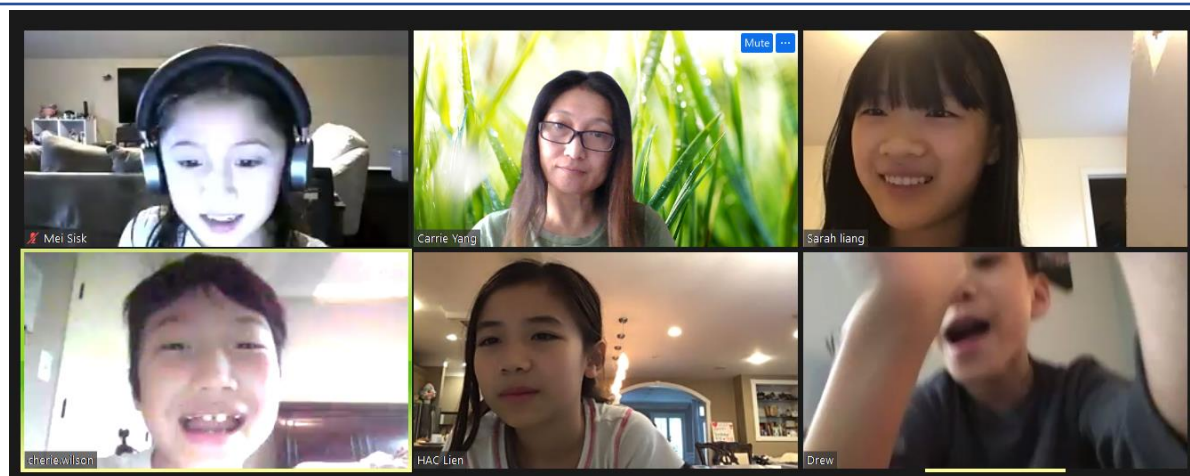 Mute ...
Mei Sisk
Carrie Yang
Sarah liang
cherie.wilson
HAC Lien
Drew